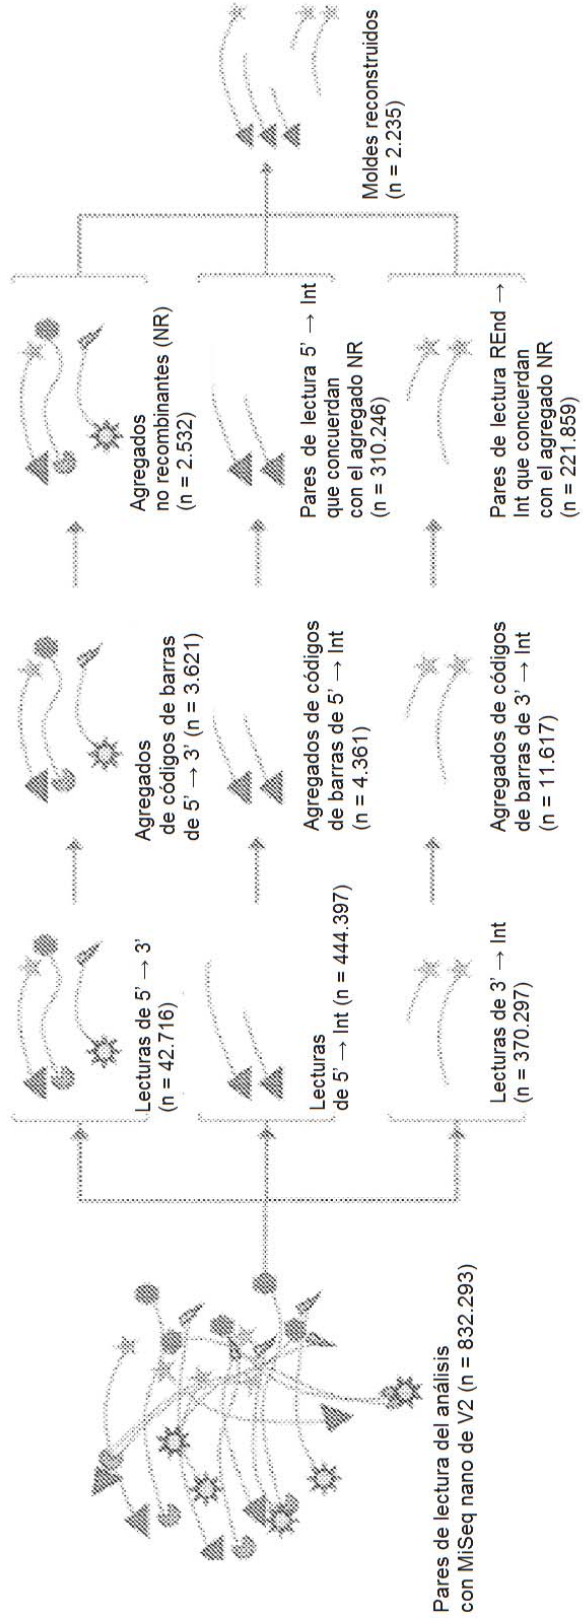 Pares de lectura del análisis
con MiSeq nano de V2 (n = 832.293)
Lecturas de 5' → 3'
(n = 42.716)
Lecturas
de 5' → Int (n = 444.397)
Lecturas de 3' → Int
(n = 370.297)
Agregados
de códigos de barras
de 5' → 3' (n = 3.621)
Agregados de códigos
de barras de 5' → Int
(n = 4.361)
Agregados de códigos
de barras de 3' → Int
(n = 11.617)
Agregados
no recombinantes (NR)
(n = 2.532)
Pares de lectura 5' → Int
que concuerdan
con el agregado NR
(n = 310.246)
Pares de lectura REnd →
Int que concuerdan
con el agregado NR
(n = 221.859)
Moldes reconstruidos
(n = 2.235)